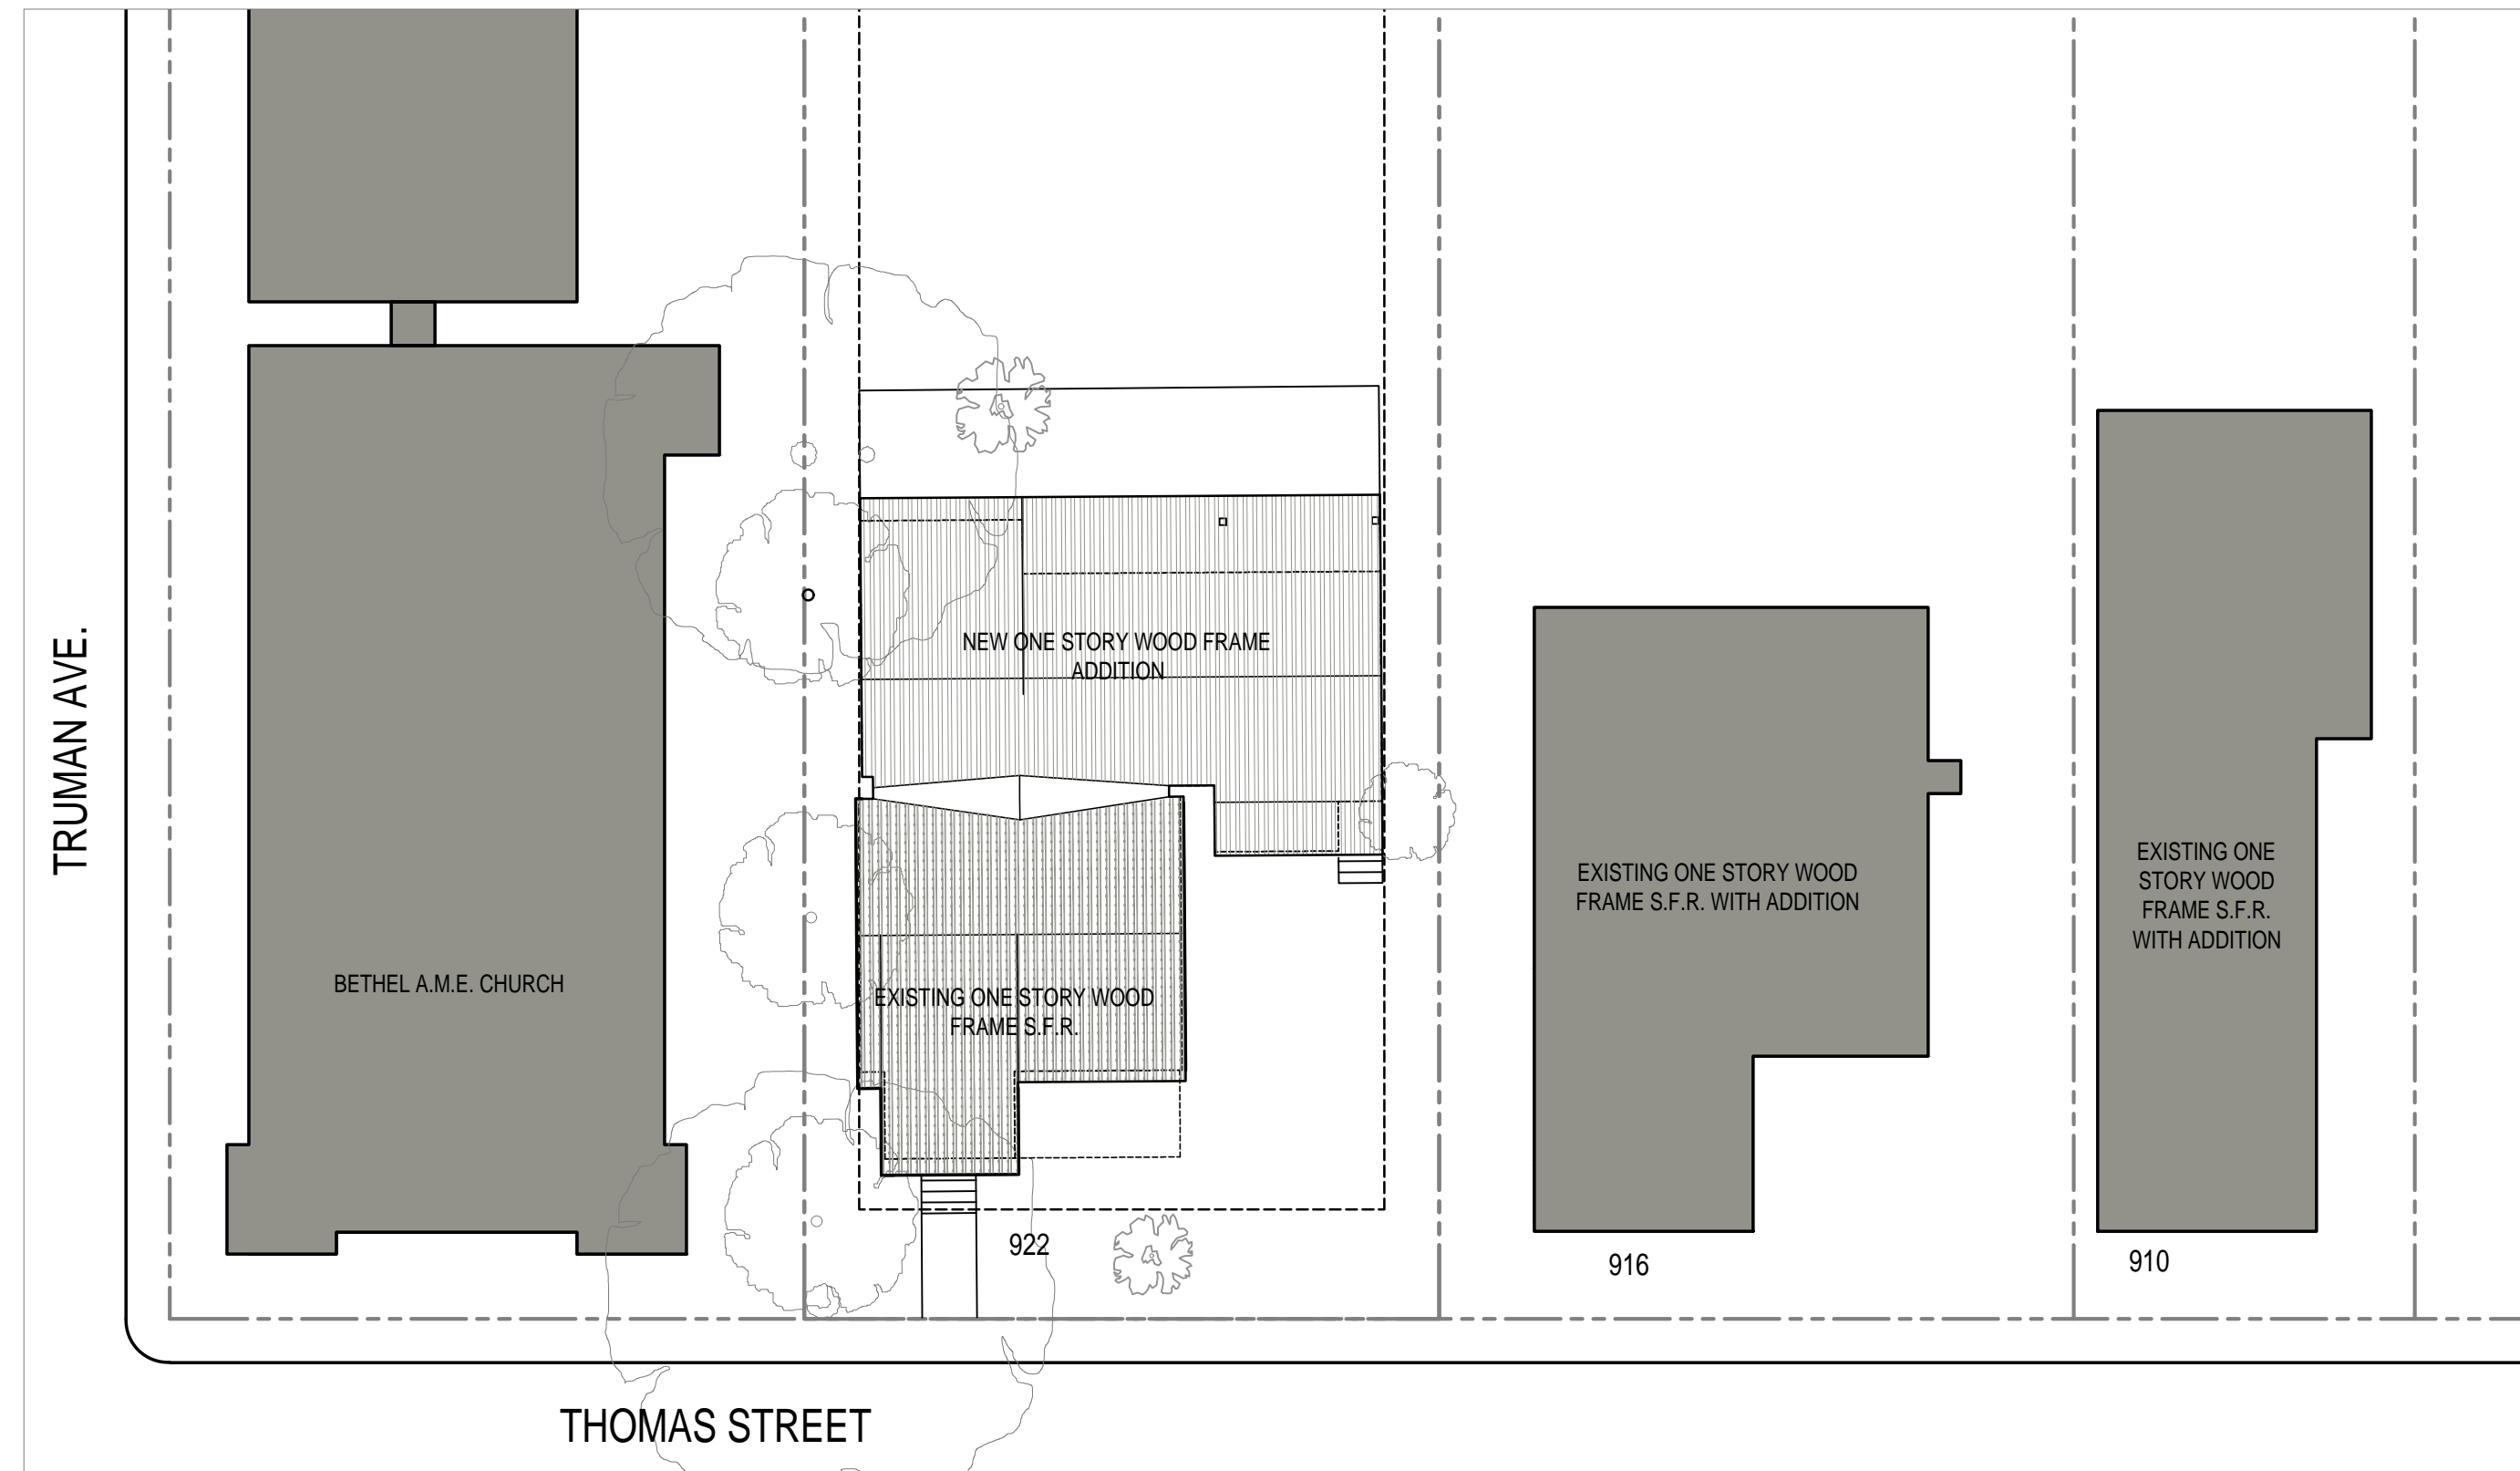 NEW ONE STORY WOOD FRAME
ADDITION
TRUMAN AVE.
EXISTING ONE STORY WOOD
FRAME S.F.R. WITH ADDITION
EXISTING ONE
STORY WOOD
FRAME S.F.R.
WITH ADDITION
BETHEL A.M.E. CHURCH
EXISTING ONE STORY WOOD
FRAME S.F.R.
922
916
910
THOMAS STREET